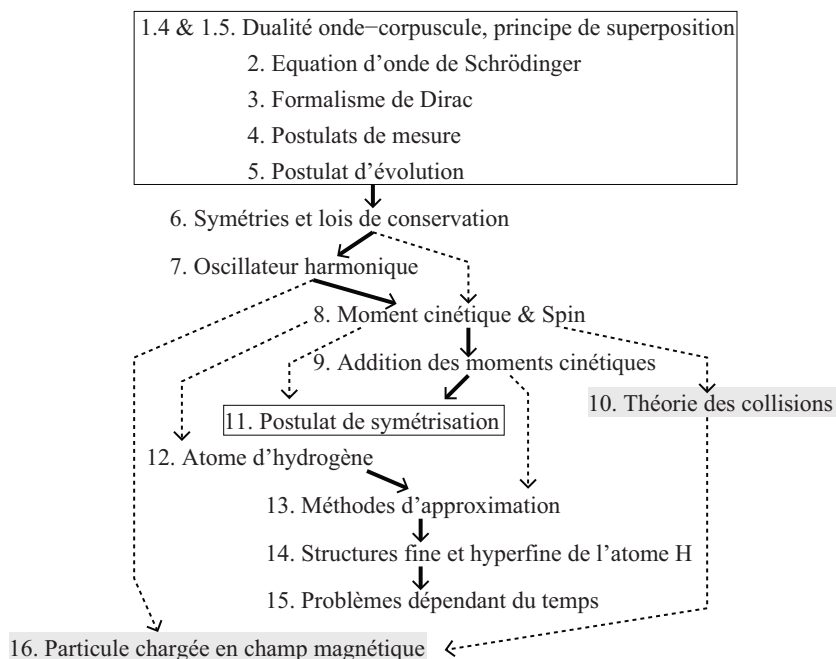 1.4 & 1.5. Dualité onde−corpuscule, principe de superposition
2. Equation d’onde de Schrödinger
3. Formalisme de Dirac
4. Postulats de mesure
5. Postulat d’évolution
6. Symétries et lois de conservation
7. Oscillateur harmonique
8. Moment cinétique & Spin
9. Addition des moments cinétiques
10. Théorie des collisions
11. Postulat de symétrisation
12. Atome d’hydrogène
13. Méthodes d’approximation
14. Structures fine et hyperfine de l’atome H
15. Problèmes dépendant du temps
16. Particule chargée en champ magnétique